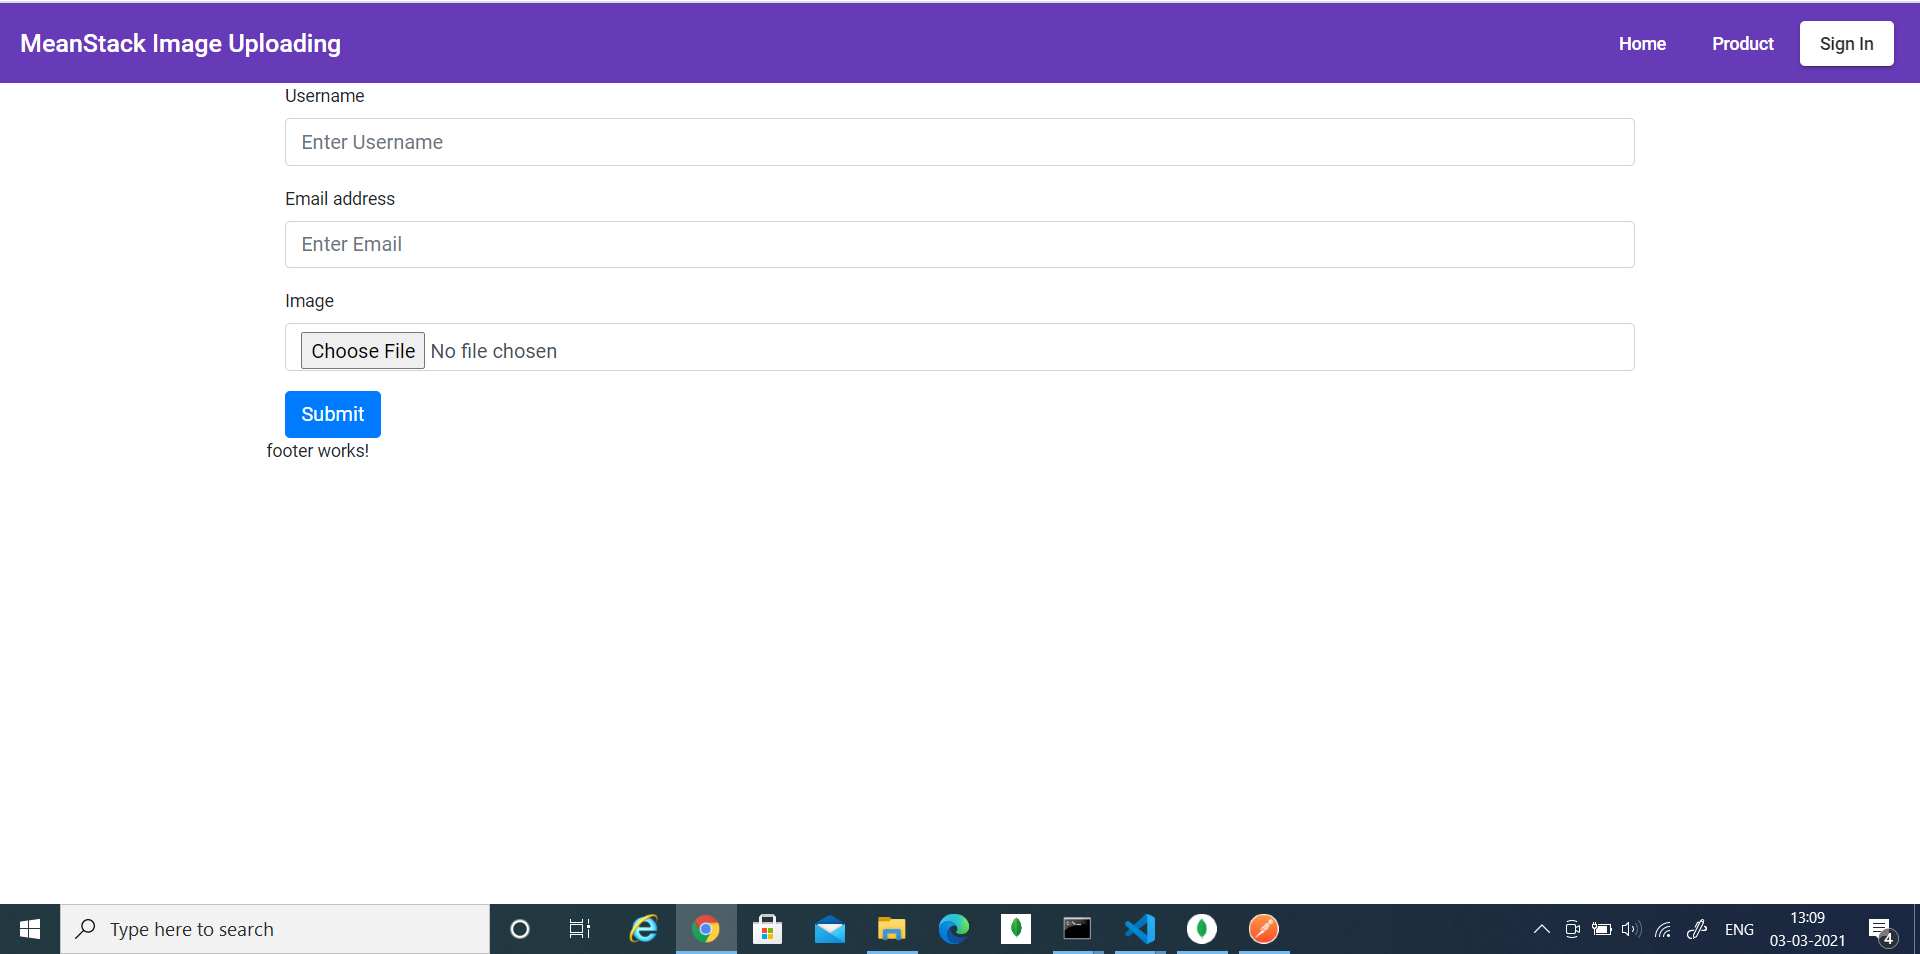 MeanStack Image Uploading
Home Product Sign In
Username
Enter Username
Email address
Enter Email
Image
Choose File No file chosen
Submit
footer works!
Type here to search
ENG
13:09
03-03-2021
4